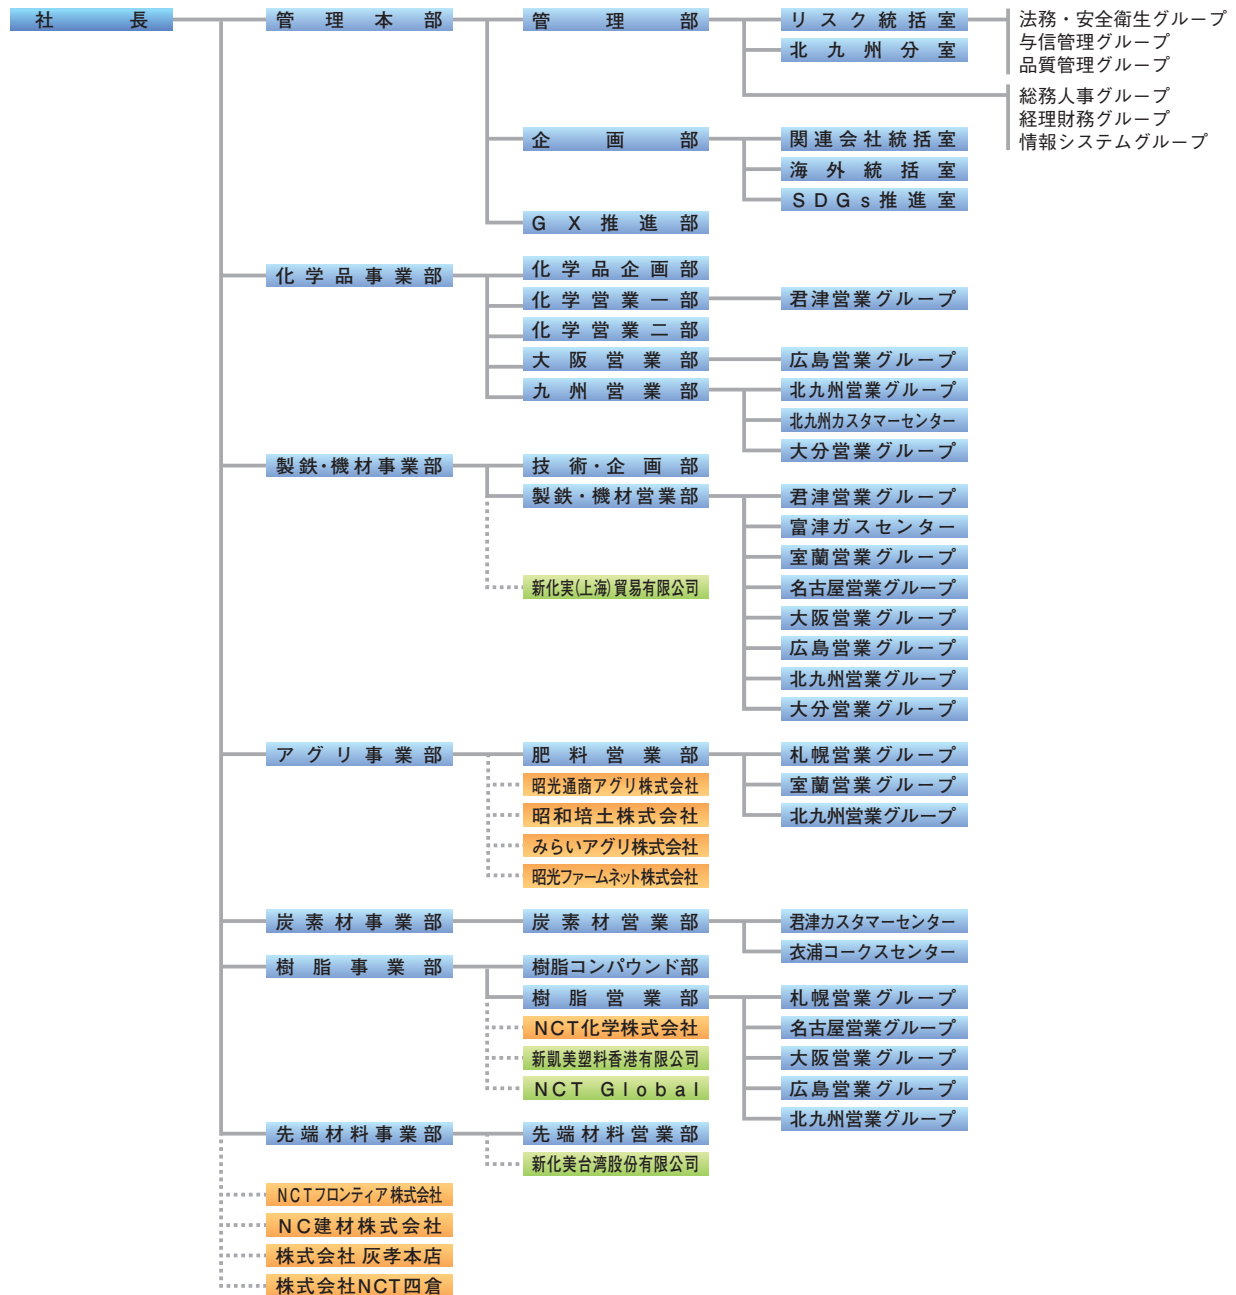 社長
管理本部
管理部
リスク統括室
法務・安全衛生グループ
与信管理グループ
品質管理グループ
北九州分室
総務人事グループ
経理財務グループ
情報システムグループ
企画部
関連会社統括室
海外統括室
SDGs推進室
GX推進部
化学品事業部
化学品企画部
化学営業一部
君津営業グループ
化学営業二部
大阪営業部
広島営業グループ
九州営業部
北九州営業グループ
北九州カスタマーセンター
大分営業グループ
製鉄・機材事業部
技術・企画部
製鉄・機材営業部
君津営業グループ
富津ガスセンター
室蘭営業グループ
名古屋営業グループ
大阪営業グループ
広島営業グループ
北九州営業グループ
大分営業グループ
新化実(上海)貿易有限公司
アグリ事業部
肥料営業部
札幌営業グループ
室蘭営業グループ
北九州営業グループ
昭光通商アグリ株式会社
昭和培土株式会社
みらいアグリ株式会社
昭光ファームネット株式会社
炭素材事業部
炭素材営業部
君津カスタマーセンター
衣浦コークスセンター
樹脂事業部
樹脂コンパウンド部
樹脂営業部
札幌営業グループ
名古屋営業グループ
大阪営業グループ
広島営業グループ
北九州営業グループ
NCT化学株式会社
新凱美塑料香港有限公司
NCT Global
先端材料事業部
先端材料営業部
新化美台湾股份有限公司
NCTフロンティア株式会社
NC建材株式会社
株式会社 灰孝本店
株式会社NCT四倉